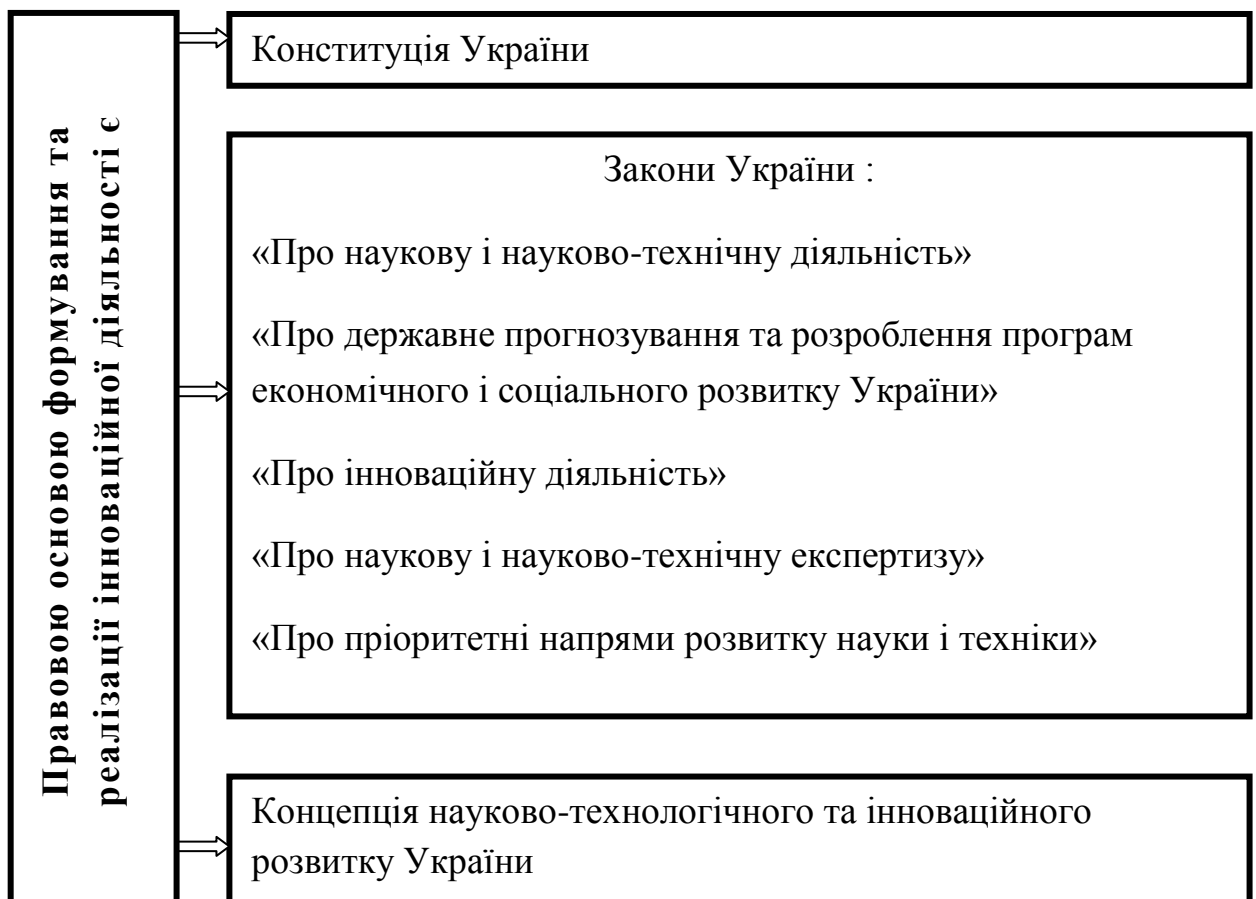 Правовою основою формування та
реалізації інноваційної діяльності є
Конституція України
Закони України :
«Про наукову і науково-технічну діяльність»
«Про державне прогнозування та розроблення програм
економічного і соціального розвитку України»
«Про інноваційну діяльність»
«Про наукову і науково-технічну експертизу»
«Про пріоритетні напрями розвитку науки і техніки»
Концепція науково-технологічного та інноваційного
розвитку України